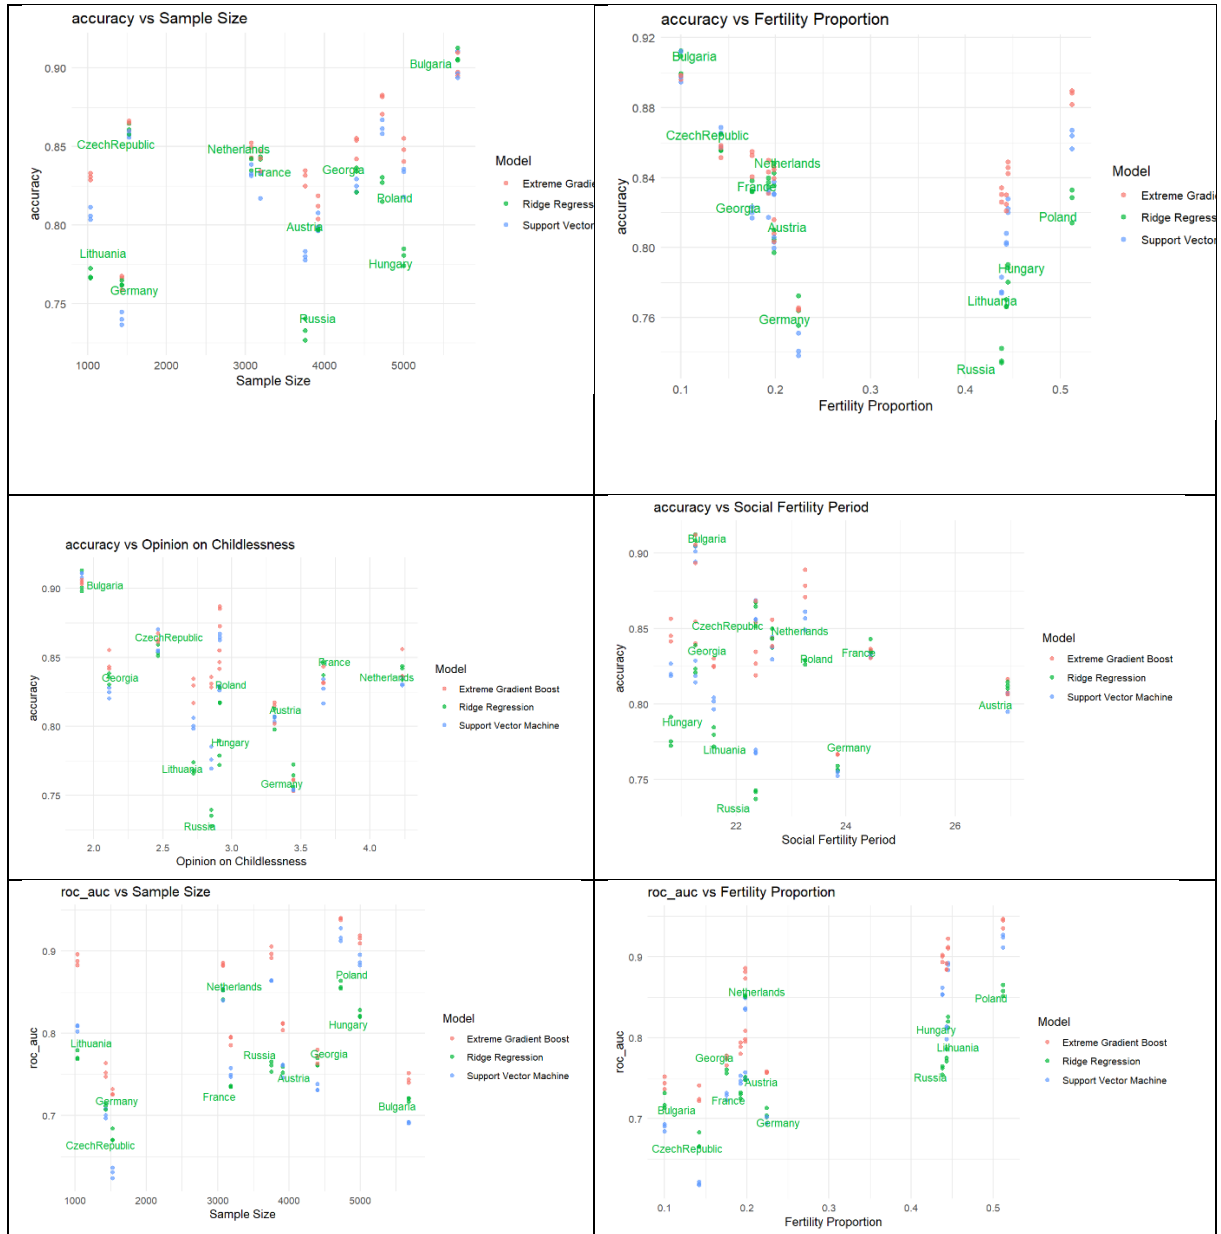 accuracy vs Sample Size
0.90
0.85
0.80
0.75
accuracy
Bulgaria
CzechRepublic
Netherlands
France
Georgia
Poland
Austria
Lithuania
Hungary
Germany
Russia
1000 2000 3000 4000 5000
Sample Size
Model
Extreme Gradie
Ridge Regress
Support Vector
accuracy vs Fertility Proportion
0.92
0.88
0.84
0.80
0.76
accuracy
Bulgaria
CzechRepublic
Netherlands
France
Georgia
Austria
Poland
Hungary
Lithuania
Germany
Russia
0.1 0.2 0.3 0.4 0.5
Fertility Proportion
Model
Extreme Gradi
Ridge Regress
Support Vector
accuracy vs Opinion on Childlessness
0.90
0.85
0.80
0.75
accuracy
Bulgaria
CzechRepublic
Georgia
Poland
France
Netherlands
Austria
Hungary
Lithuania
Germany
Russia
2.0 2.5 3.0 3.5 4.0
Opinion on Childlessness
Model
Extreme Gradient Boost
Ridge Regression
Support Vector Machine
accuracy vs Social Fertility Period
0.90
0.85
0.80
0.75
accuracy
Bulgaria
CzechRepublic
Netherlands
Georgia
Poland
France
Austria
Hungary
Lithuania
Germany
Russia
22 24 26
Social Fertility Period
Model
Extreme Gradient Boost
Ridge Regression
Support Vector Machine
roc_auc vs Sample Size
0.9
0.8
0.7
roc_auc
Netherlands
Poland
Hungary
Lithuania
Russia
Georgia
Austria
France
Germany
Bulgaria
CzechRepublic
1000 2000 3000 4000 5000
Sample Size
Model
Extreme Gradient Boost
Ridge Regression
Support Vector Machine
roc_auc vs Fertility Proportion
0.9
0.8
0.7
roc_auc
Netherlands
Poland
Hungary
Lithuania
Georgia
Russia
Austria
France
Bulgaria
Germany
CzechRepublic
0.1 0.2 0.3 0.4 0.5
Fertility Proportion
Model
Extreme Gradient Boost
Ridge Regression
Support Vector Machine